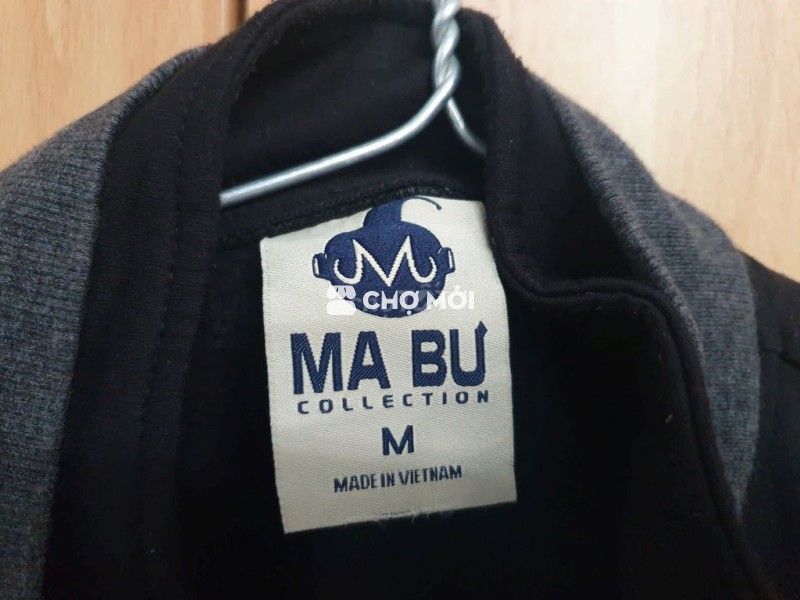 CHỢ MỚI
MA BƯ
COLLECTION
M
MADE IN VIETNAM